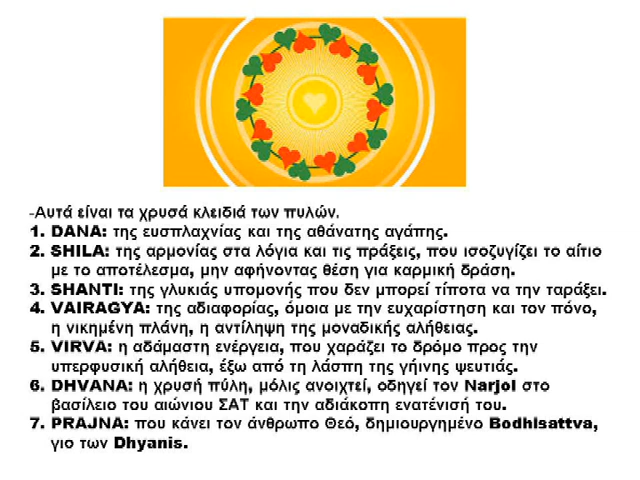 -Αυτά είναι τα χρυσά κλειδιά των πυλών.
1. DANA: της ευσπλαχνίας και της αθάνατης αγάπης.
2. SHILA: της αρμονίας στα λόγια και τις πράξεις, που ισοζυγίζει το αίτιο
με το αποτέλεσμα, μην αφήνοντας θέση για καρμική δράση.
3. SHANTI: της γλυκιάς υπομονής που δεν μπορεί τίποτα να την ταράξει.
4. VAIRAGYA: της αδιαφορίας, όμοια με την ευχαρίστηση και τον πόνο,
η νικημένη πλάνη, η αντίληψη της μοναδικής αλήθειας.
5. VIRVA: η αδάμαστη ενέργεια, που χαράζει το δρόμο προς την
υπερφυσική αλήθεια, έξω από τη λάσπη της γήινης ψευτιάς.
6. DHVANA: η χρυσή πύλη, μόλις ανοιχτεί, οδηγεί τον Narjol στο
βασίλειο του αιώνιου ΣΑΤ και την αδιάκοπη ενατένισή του.
7. PRAJNA: που κάνει τον άνθρωπο Θεό, δημιουργημένο Bodhisattva,
γιο των Dhyanis.